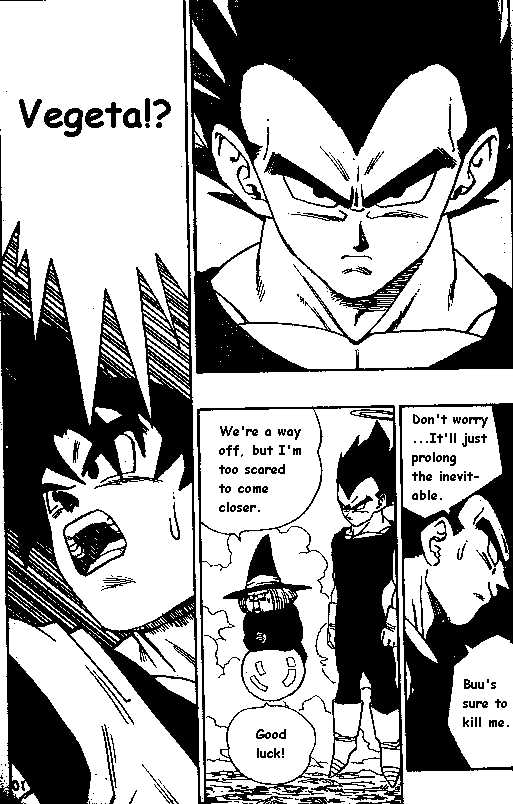 Vegeta!?
We're a way
off, but I'm
too scared
to come
closer.
Good
luck!
Don't worry
...It'll just
prolong
the inevit-
able.
Buu's
sure to
kill me.